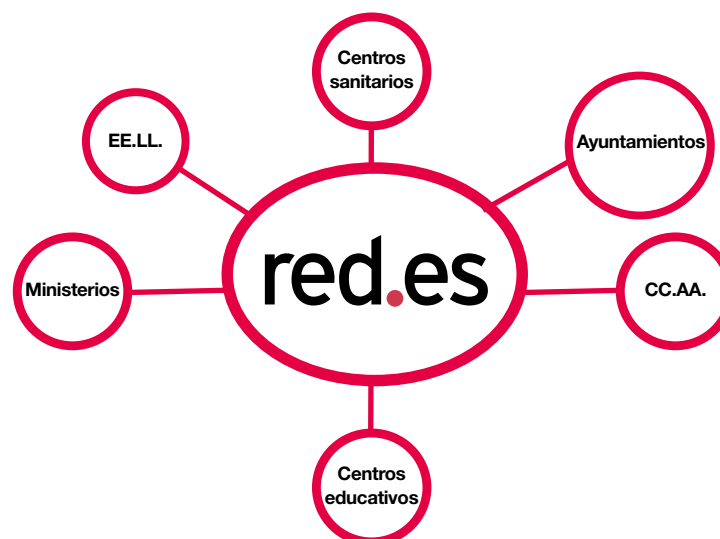 Centros
sanitarios
EE.LL.
Ayuntamientos
red.es
Ministerios
CC.AA.
Centros
educativos